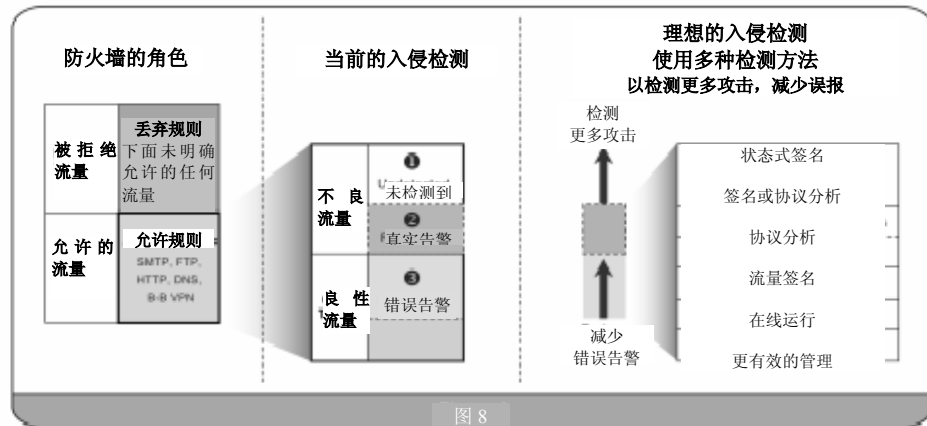 防火墙的角色
被拒绝
流量
丢弃规则
下面未明确
允许的任何
流量
允许的
流量
允许规则
SMTP, FTP,
HTTP, DNS,
B-B VPN
当前的入侵检测
不良
流量
❶
未检测到
❷
真实告警
良性
流量
❸
错误告警
理想的入侵检测
使用多种检测方法
以检测更多攻击，减少误报
检测
更多攻击
减少
错误告警
状态式签名
签名或协议分析
协议分析
流量签名
在线运行
更有效的管理
图 8